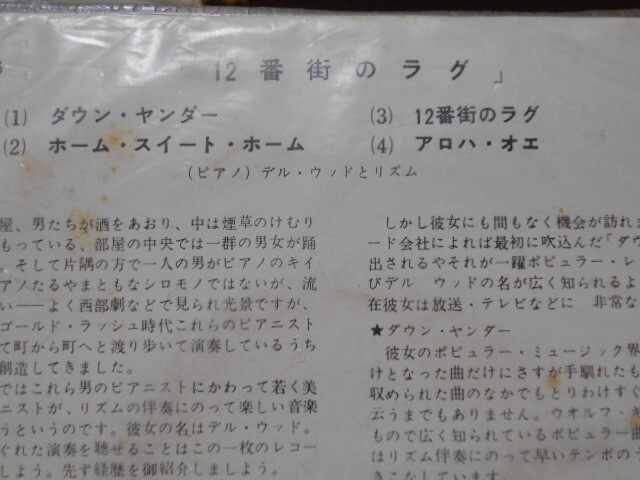 12番街のラグ」
(1) ダウン・ヤンダー
(2) ホーム・スイート・ホーム
(3) 12番街のラグ
(4) アロハ・オエ
(ピアノ) デル・ウッドとリズム
屋、男たちが酒をあおり、中は煙草のけむり
もっている、部屋の中央では一群の男女が踊
、そして片隅の方で一人の男がピアノのキイ
アノたるやまともなシロモノではないが、流
い——よく西部劇などで見られ光景ですが、
ゴールド・ラッシュ時代これらのピアニスト
て町から町へと渡り歩いて演奏しているうち
創造してきました。
ではこれら男のピアニストにかわって若く美
ニストが、リズムの伴奏にのって楽しい音楽
うというのです。彼女の名はデル・ウッド。
ぐれた演奏を聴せることはこの一枚のレコー
しょう。先ず経歴を御紹介しましょう。
しかし彼女にも間もなく機会が訪れま
ード会社によれば最初に吹込んだ「ダウ
出されるやそれが一躍ポピュラー・レ
びデル ウッドの名が広く知られるよ
在彼女は放送・テレビなどに 非常な
★ダウン・ヤンダー
彼女のポピュラー・ミュージック界
けとなった曲だけにさすが手馴れたも
収められた曲のなかでもとりわけすぐ
云うまでもありません。ウオルフ・ギ
もので広く知られているポピュラー曲
はリズム伴奏にのって早いテンポのう
きこなしています。